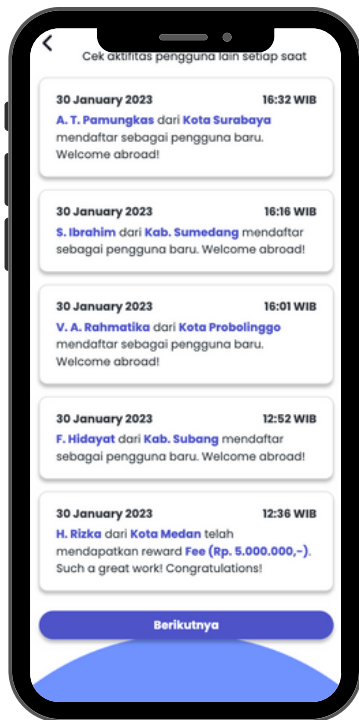 Cek aktifitas pengguna lain setiap saat
30 January 2023 16:32 WIB
A. T. Pamungkas dari Kota Surabaya
mendaftar sebagai pengguna baru.
Welcome abroad!
30 January 2023 16:16 WIB
S. Ibrahim dari Kab. Sumedang mendaftar
sebagai pengguna baru. Welcome abroad!
30 January 2023 16:01 WIB
V. A. Rahmatika dari Kota Probolinggo
mendaftar sebagai pengguna baru.
Welcome abroad!
30 January 2023 12:52 WIB
F. Hidayat dari Kab. Subang mendaftar
sebagai pengguna baru. Welcome abroad!
30 January 2023 12:36 WIB
H. Rizka dari Kota Medan telah
mendapatkan reward Fee (Rp. 5.000.000,-).
Such a great work! Congratulations!
Berikutnya